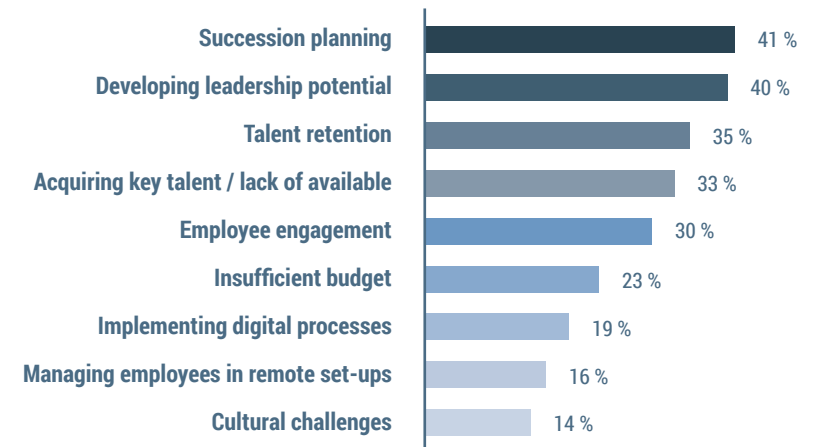 Succession planning 41 %
Developing leadership potential 40 %
Talent retention 35 %
Acquiring key talent / lack of available 33 %
Employee engagement 30 %
Insufficient budget 23 %
Implementing digital processes 19 %
Managing employees in remote set-ups 16 %
Cultural challenges 14 %